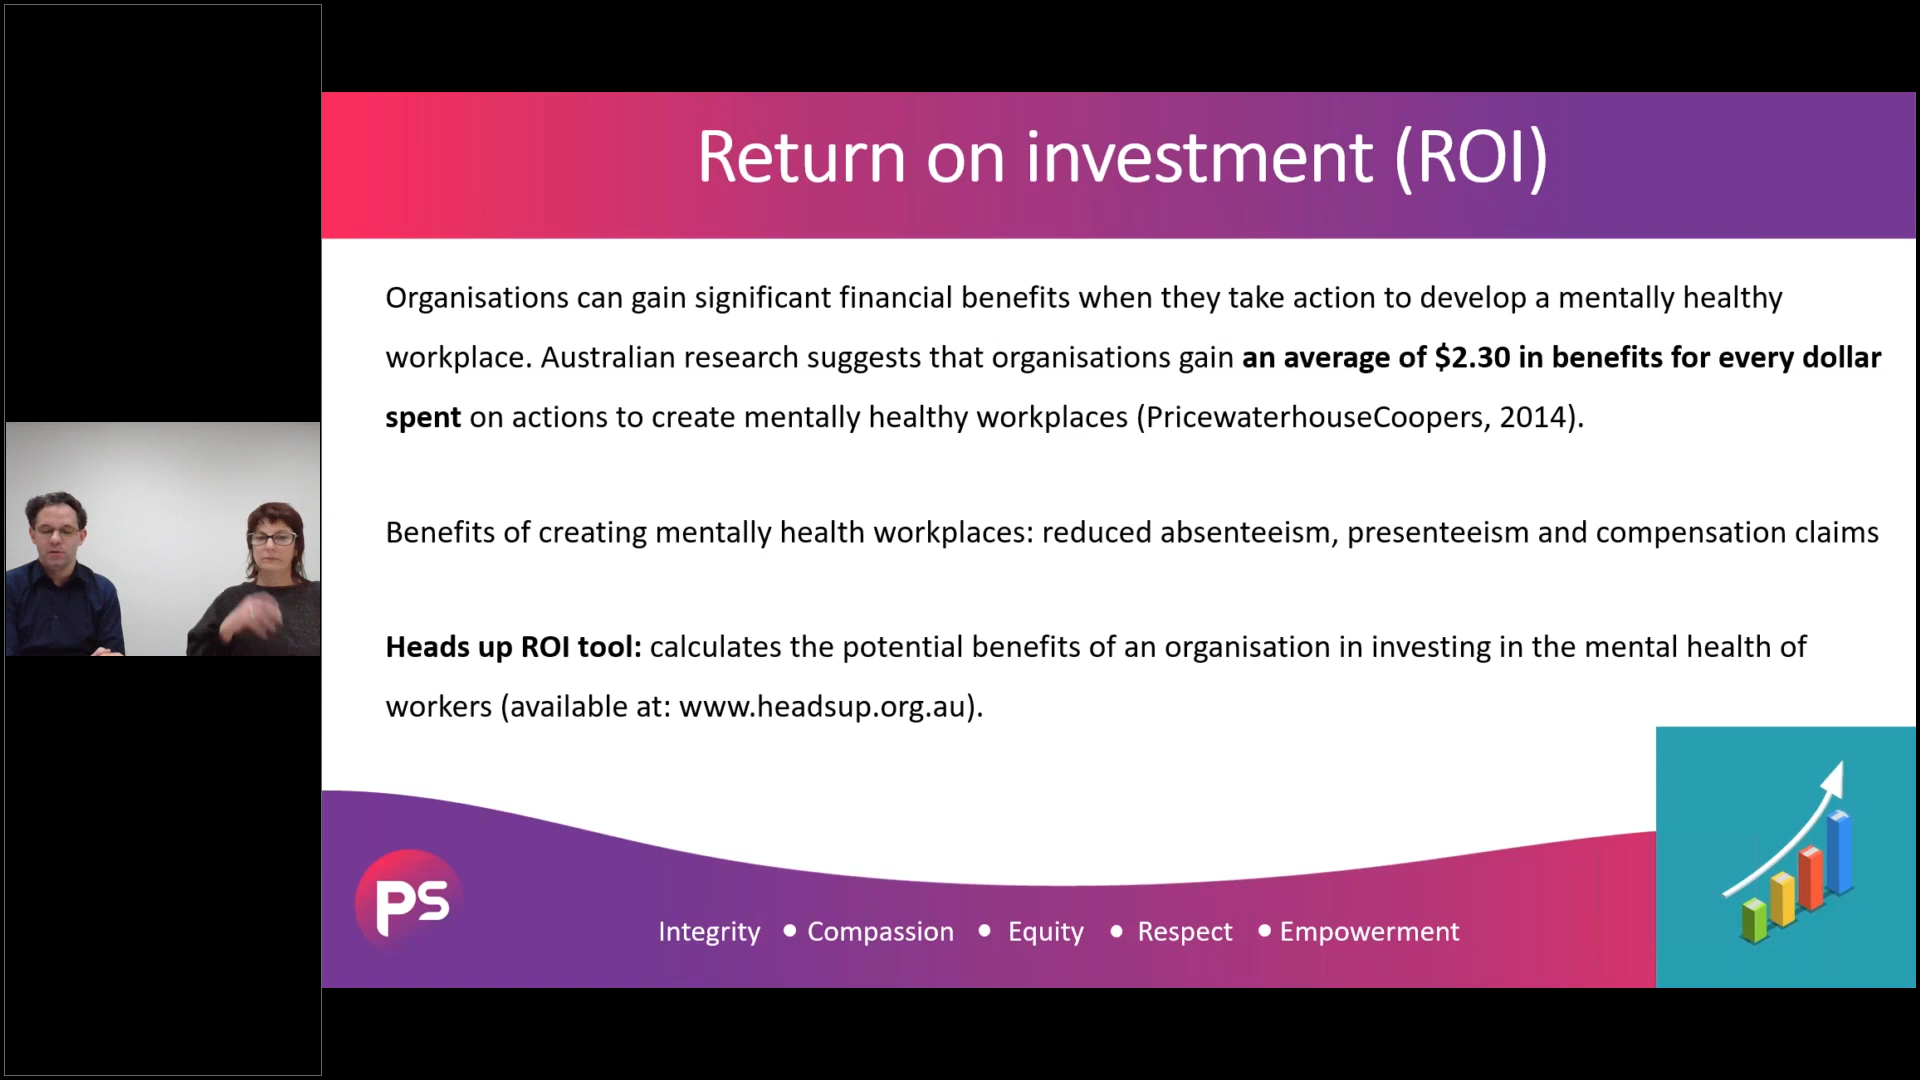 Return on investment (ROI)
Organisations can gain significant financial benefits when they take action to develop a mentally healthy
workplace. Australian research suggests that organisations gain an average of $2.30 in benefits for every dollar
spent on actions to create mentally healthy workplaces (PricewaterhouseCoopers, 2014).
Benefits of creating mentally health workplaces: reduced absenteeism, presenteeism and compensation claims
Heads up ROI tool: calculates the potential benefits of an organisation in investing in the mental health of
workers (available at: www.headsup.org.au).
PS
Integrity • Compassion • Equity • Respect • Empowerment